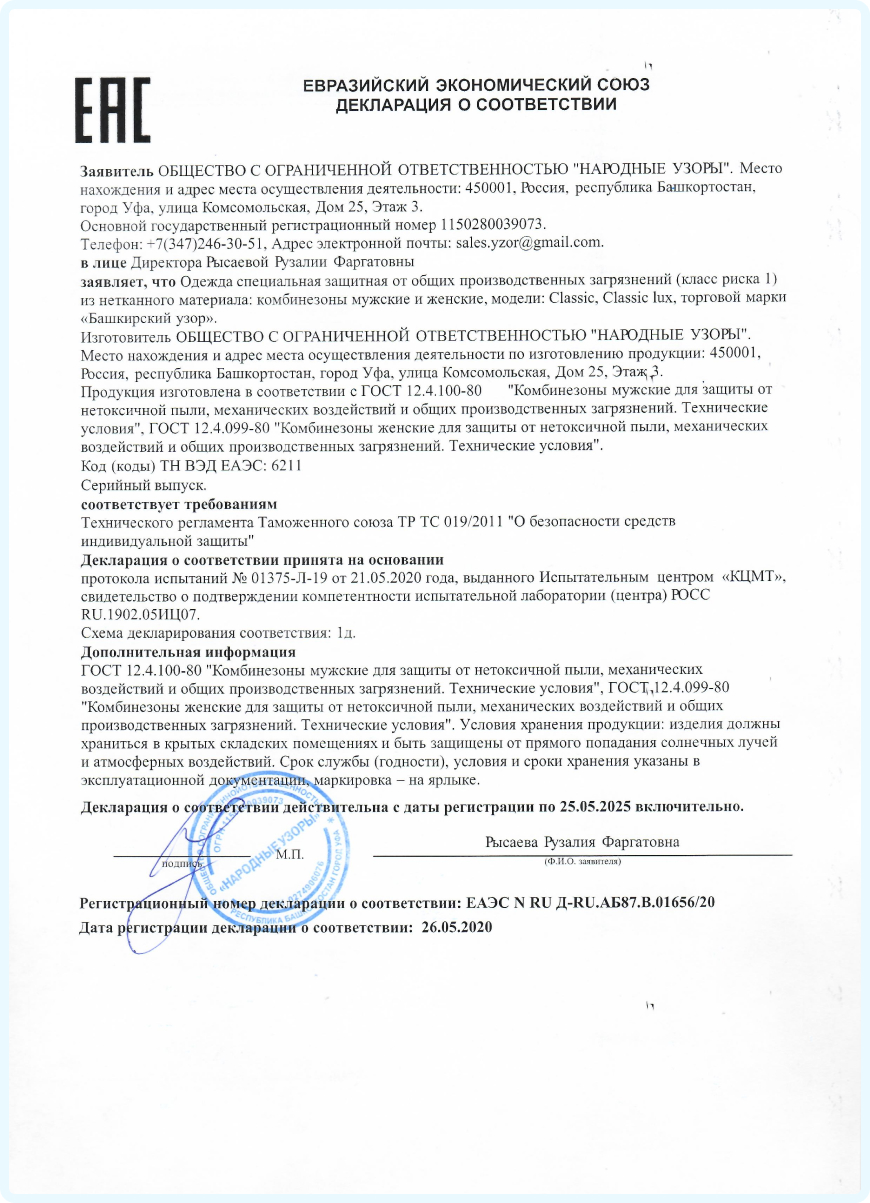 EAC
ЕВРАЗИЙСКИЙ ЭКОНОМИЧЕСКИЙ СОЮЗ
ДЕКЛАРАЦИЯ О СООТВЕТСТВИИ
Заявитель ОБЩЕСТВО С ОГРАНИЧЕННОЙ ОТВЕТСТВЕННОСТЬЮ "НАРОДНЫЕ УЗОРЫ". Место
нахождения и адрес места осуществления деятельности: 450001, Россия, республика Башкортостан,
город Уфа, улица Комсомольская, Дом 25, Этаж 3.
Основной государственный регистрационный номер 1150280039073.
Телефон: +7(347)246-30-51, Адрес электронной почты: sales.yzor@gmail.com.
в лице Директора Рысаевой Рузалии Фаргатовны
заявляет, что Одежда специальная защитная от общих производственных загрязнений (класс риска 1)
из нетканного материала: комбинезоны мужские и женские, модели: Classic, Classic lux, торговой марки
«Башкирский узор».
Изготовитель ОБЩЕСТВО С ОГРАНИЧЕННОЙ ОТВЕТСТВЕННОСТЬЮ "НАРОДНЫЕ УЗОРЫ".
Место нахождения и адрес места осуществления деятельности по изготовлению продукции: 450001,
Россия, республика Башкортостан, город Уфа, улица Комсомольская, Дом 25, Этаж 3.
Продукция изготовлена в соответствии с ГОСТ 12.4.100-80 "Комбинезоны мужские для защиты от
нетоксичной пыли, механических воздействий и общих производственных загрязнений. Технические
условия", ГОСТ 12.4.099-80 "Комбинезоны женские для защиты от нетоксичной пыли, механических
воздействий и общих производственных загрязнений. Технические условия".
Код (коды) ТН ВЭД ЕАЭС: 6211
Серийный выпуск.
соответствует требованиям
Технического регламента Таможенного союза ТР ТС 019/2011 "О безопасности средств
индивидуальной защиты"
Декларация о соответствии принята на основании
протокола испытаний № 01375-Л-19 от 21.05.2020 года, выданного Испытательным центром «КЦМТ»,
свидетельство о подтверждении компетентности испытательной лаборатории (центра) РОСС
RU.1902.05ИЦ07.
Схема декларирования соответствия: 1д.
Дополнительная информация
ГОСТ 12.4.100-80 "Комбинезоны мужские для защиты от нетоксичной пыли, механических
воздействий и общих производственных загрязнений. Технические условия", ГОСТ 12.4.099-80
"Комбинезоны женские для защиты от нетоксичной пыли, механических воздействий и общих
производственных загрязнений. Технические условия". Условия хранения продукции: изделия должны
храниться в крытых складских помещениях и быть защищены от прямого попадания солнечных лучей
и атмосферных воздействий. Срок службы (годности), условия и сроки хранения указаны в
эксплуатационной документации, маркировка – на ярлыке.
Декларация о соответствии действительна с даты регистрации по 25.05.2025 включительно.
Рысаева Рузалия Фаргатовна
подпись
М.П.
(Ф.И.О. заявителя)
«НАРОДНЫЕ УЗОРЫ»
РЕСПУБЛИКА БАШКОРТОСТАН ГОРОД УФА
Регистрационный номер декларации о соответствии: ЕАЭС N RU Д-RU.АБ87.В.01656/20
Дата регистрации декларации о соответствии: 26.05.2020